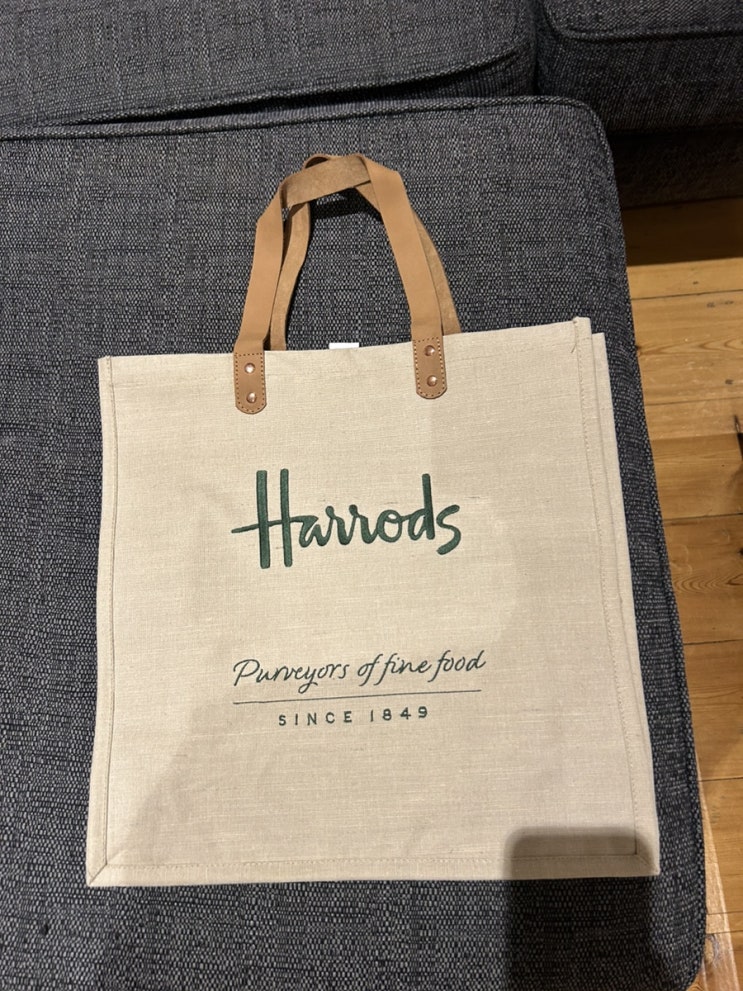 Harrods
Purveyors of fine food
SINCE 1849